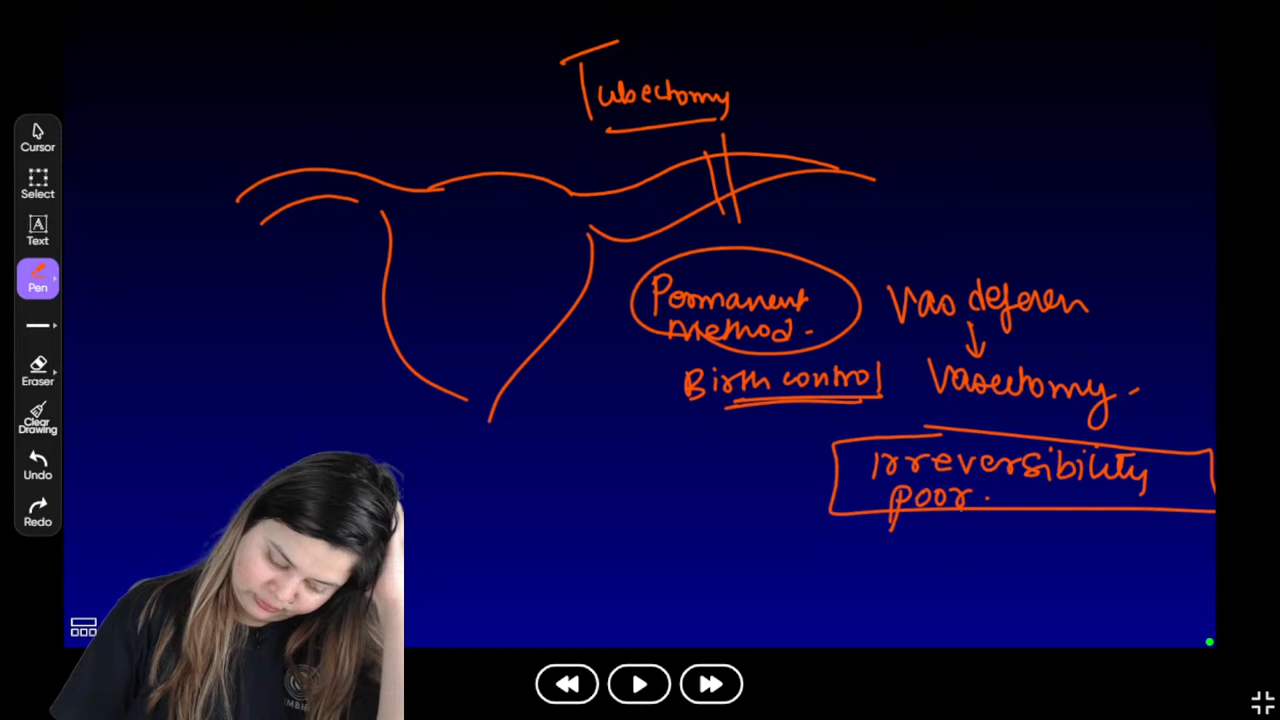 Tubectomy
Cursor
Select
Text
Pen
Eraser
Clear
Drawing
Undo
Redo
Permanent
Method.
Birth control
Vas deferen
Vasectomy.
irreversibility
poor.